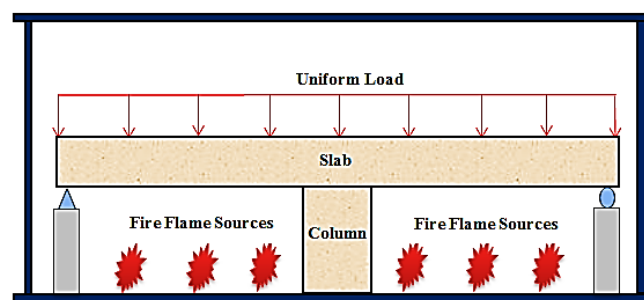 Uniform Load
Slab
Fire Flame Sources
Column
Fire Flame Sources